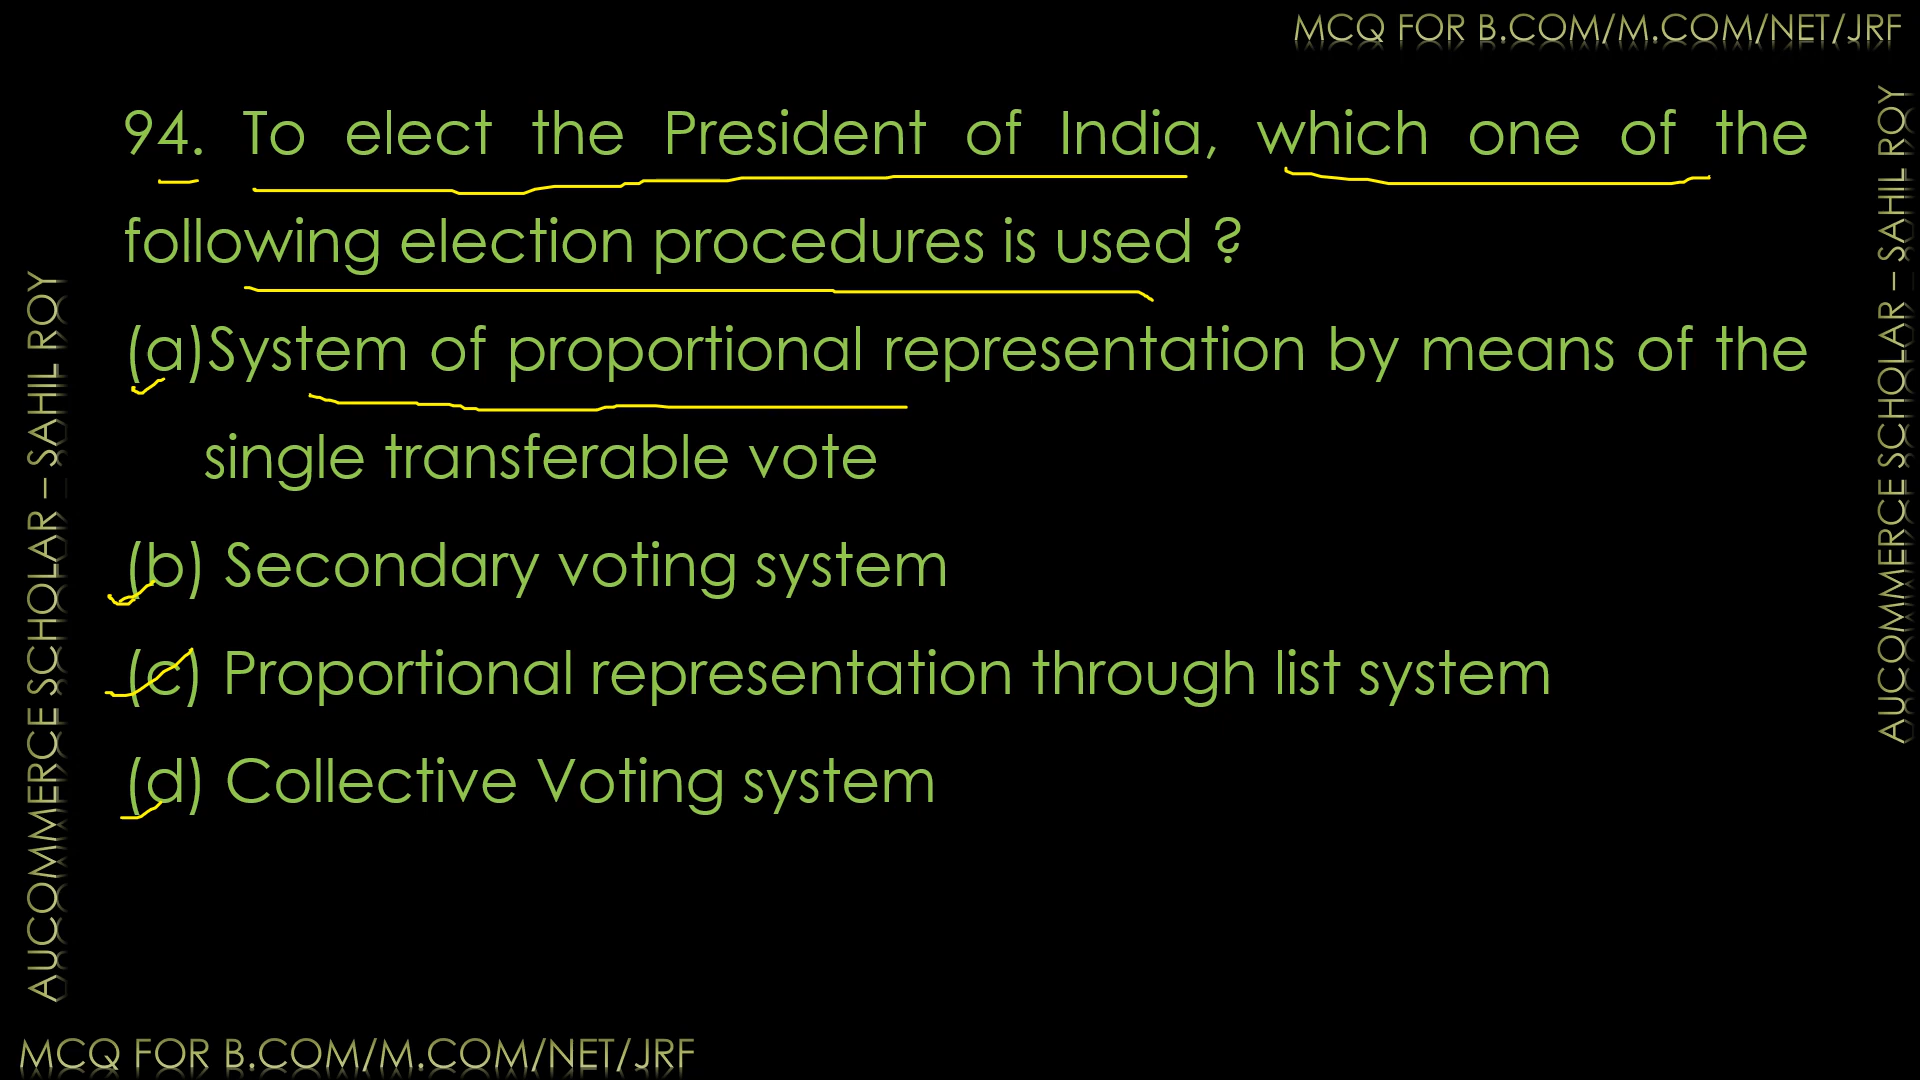 MCQ FOR B.COM/M.COM/NET/JRF
94. To elect the President of India, which one of the
following election procedures is used ?
(a)System of proportional representation by means of the
single transferable vote
(b) Secondary voting system
(c) Proportional representation through list system
(d) Collective Voting system
AUCOMMERCE SCHOLAR – SAHIL ROY
AUCOMMERCE SCHOLAR – SAHIL ROY
MCQ FOR B.COM/M.COM/NET/JRF